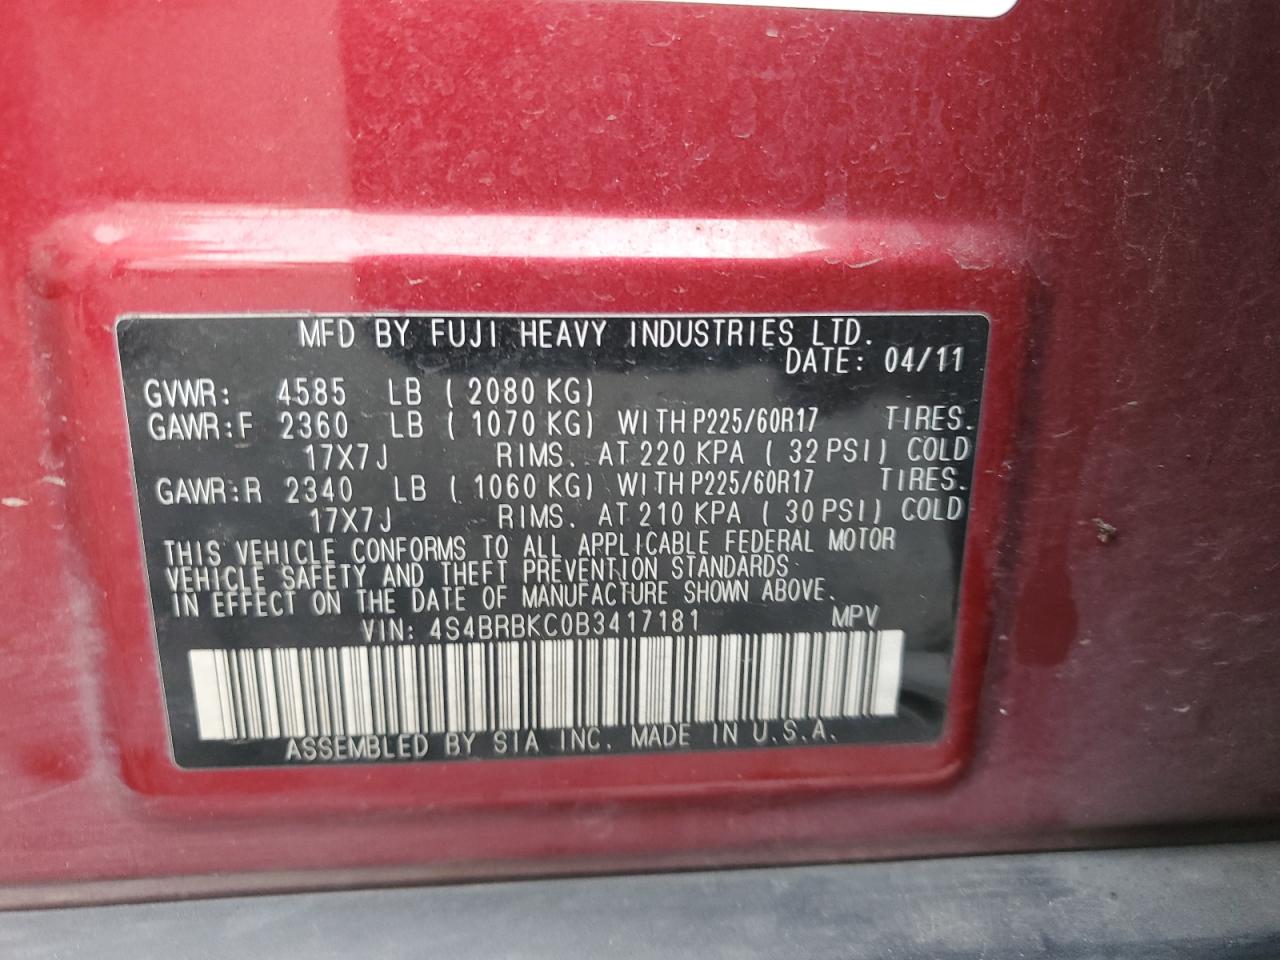 MFD BY FUJI HEAVY INDUSTRIES LTD.
DATE: 04/11
GVWR: 4585 LB ( 2080 KG)
GAWR:F 2360 LB ( 1070 KG) WITH P225/60R17 TIRES.
17X7J RIMS. AT 220 KPA ( 32 PSI) COLD
GAWR:R 2340 LB ( 1060 KG) WITH P225/60R17 TIRES.
17X7J RIMS. AT 210 KPA ( 30 PSI) COLD
THIS VEHICLE CONFORMS TO ALL APPLICABLE FEDERAL MOTOR
VEHICLE SAFETY AND THEFT PREVENTION STANDARDS
IN EFFECT ON THE DATE OF MANUFACTURE SHOWN ABOVE.
VIN: 4S4BRBKC0B3417181 MPV
ASSEMBLED BY SIA INC. MADE IN U.S.A.